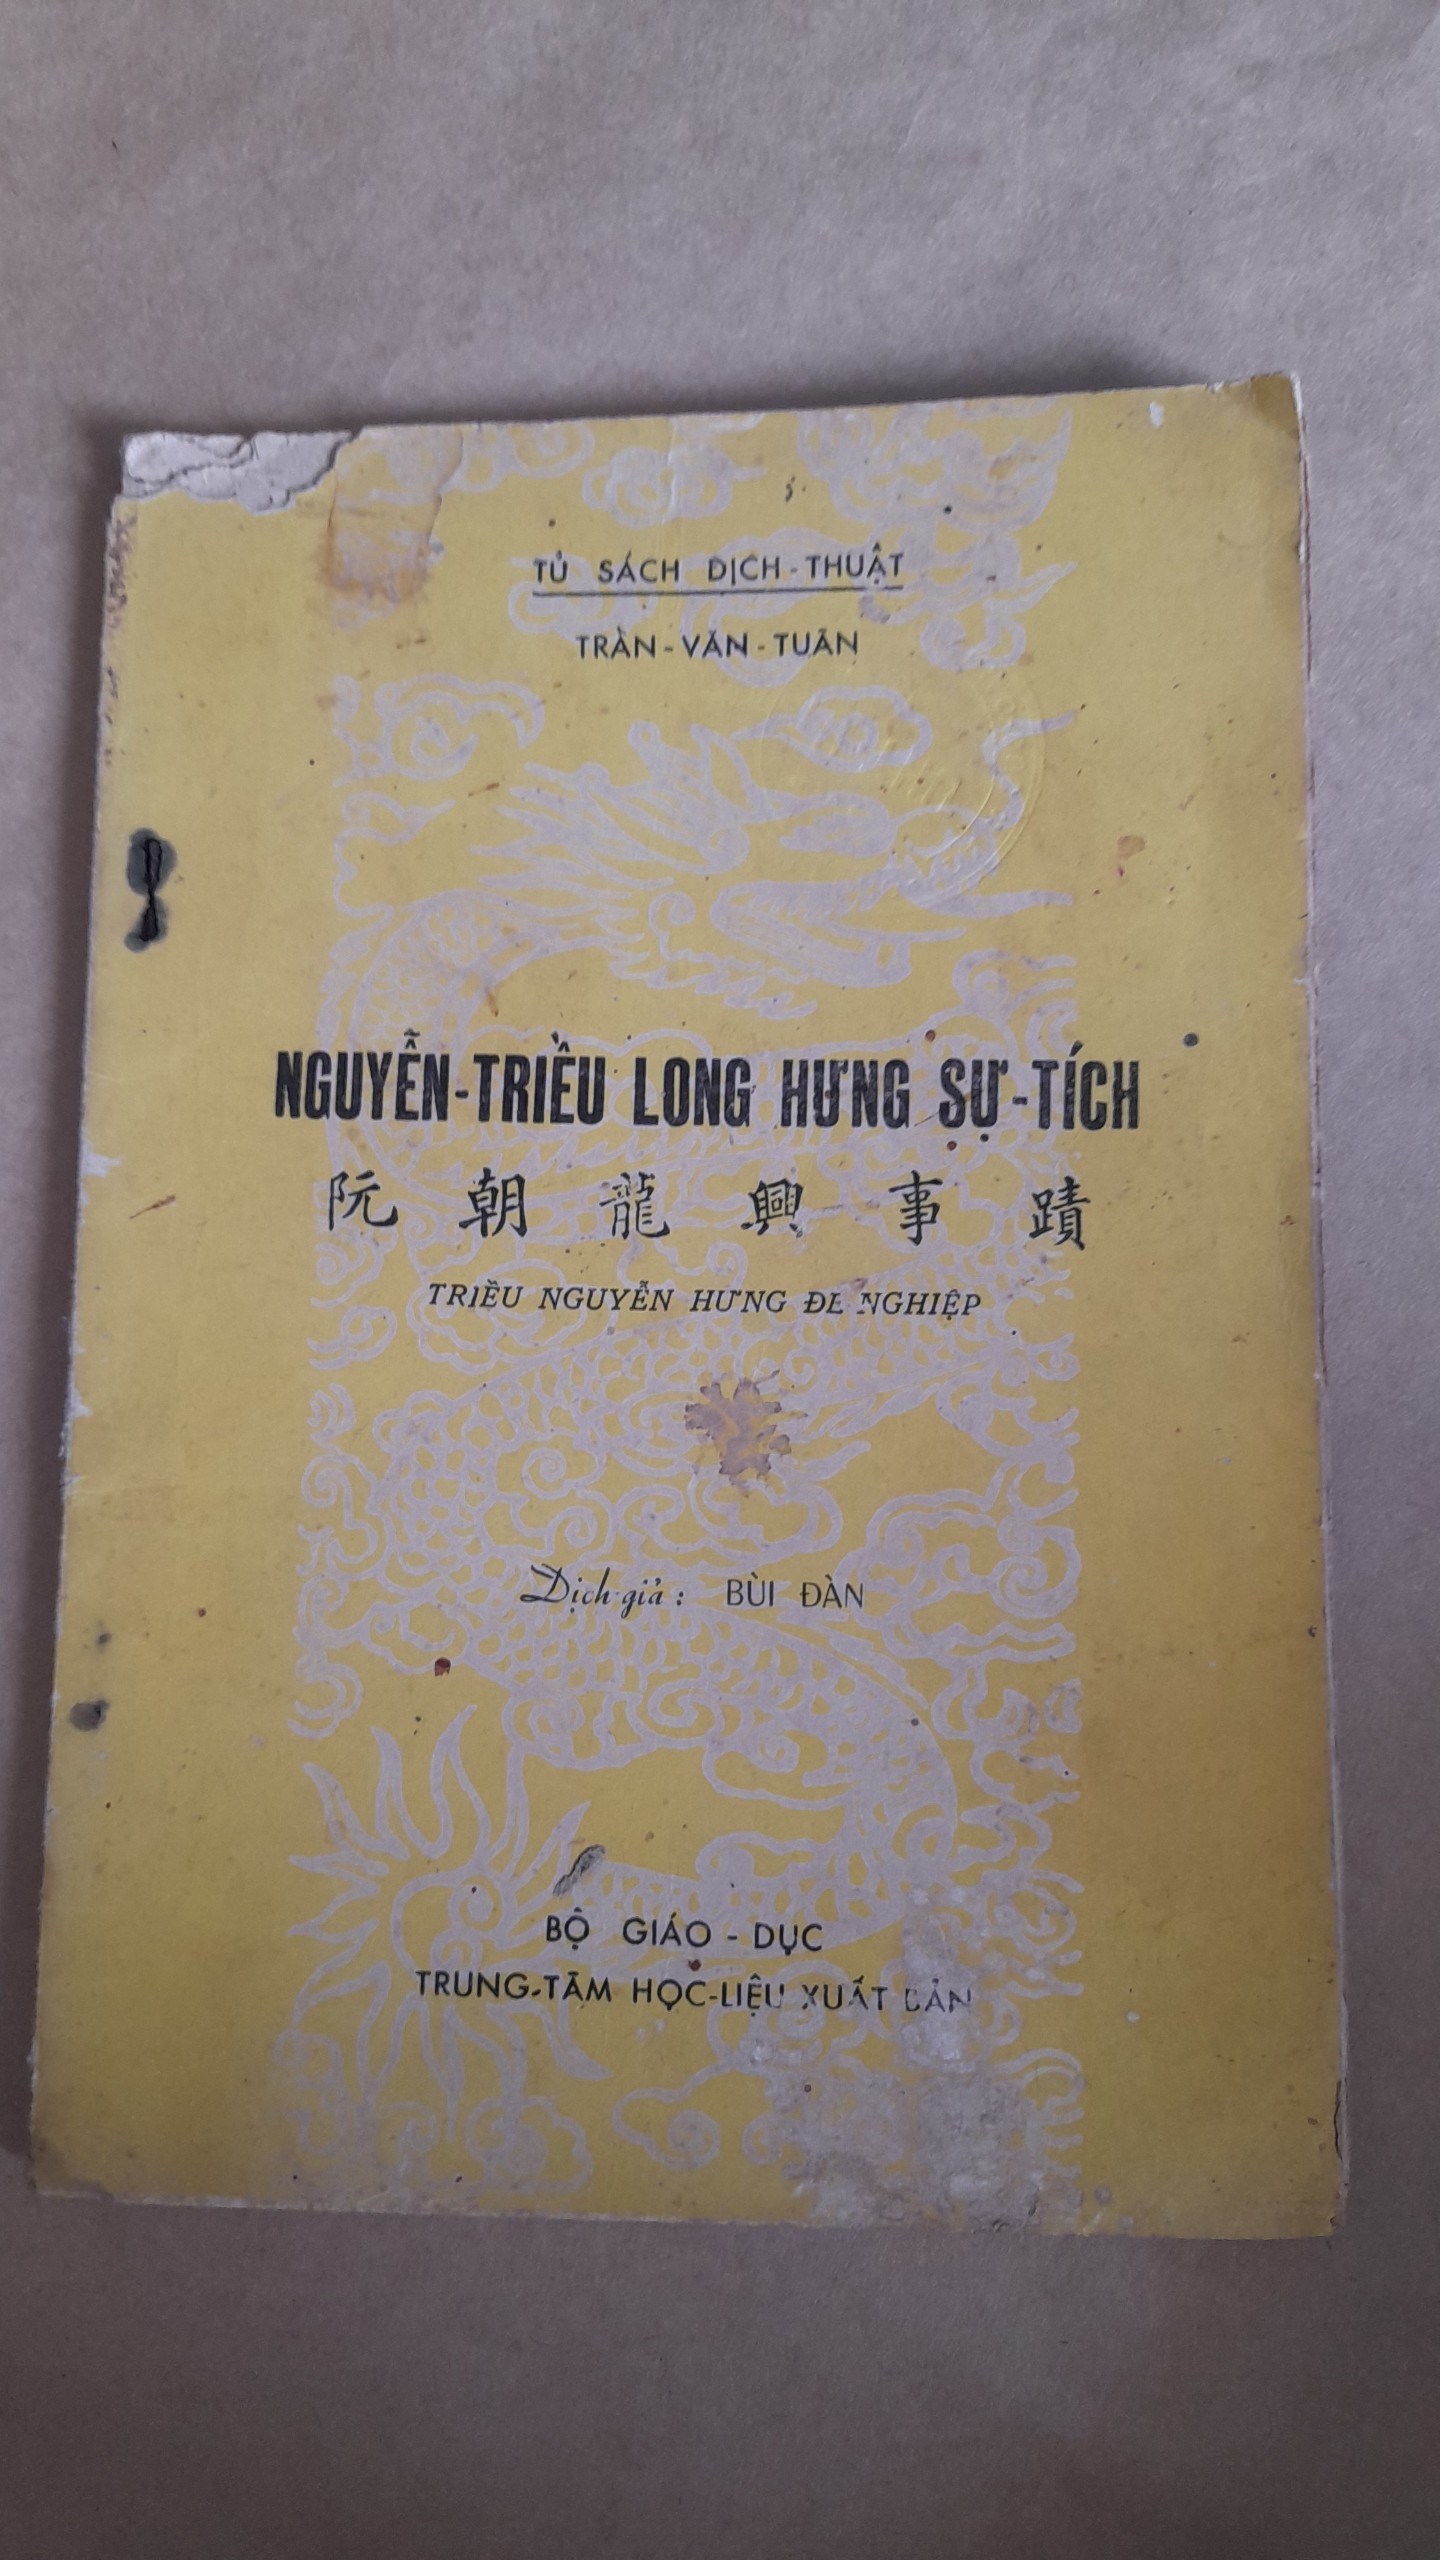 TỦ SÁCH DỊCH - THUẬT
TRẦN - VĂN - TUÂN
NGUYỄN-TRIỀU LONG HƯNG SỰ-TÍCH
阮 朝 龍 興 事 蹟
TRIỀU NGUYỄN HƯNG ĐẾ NGHIỆP
Dịch-giả : BÙI ĐÀN
BỘ GIÁO - DỤC
TRUNG-TÂM HỌC-LIỆU XUẤT BẢN